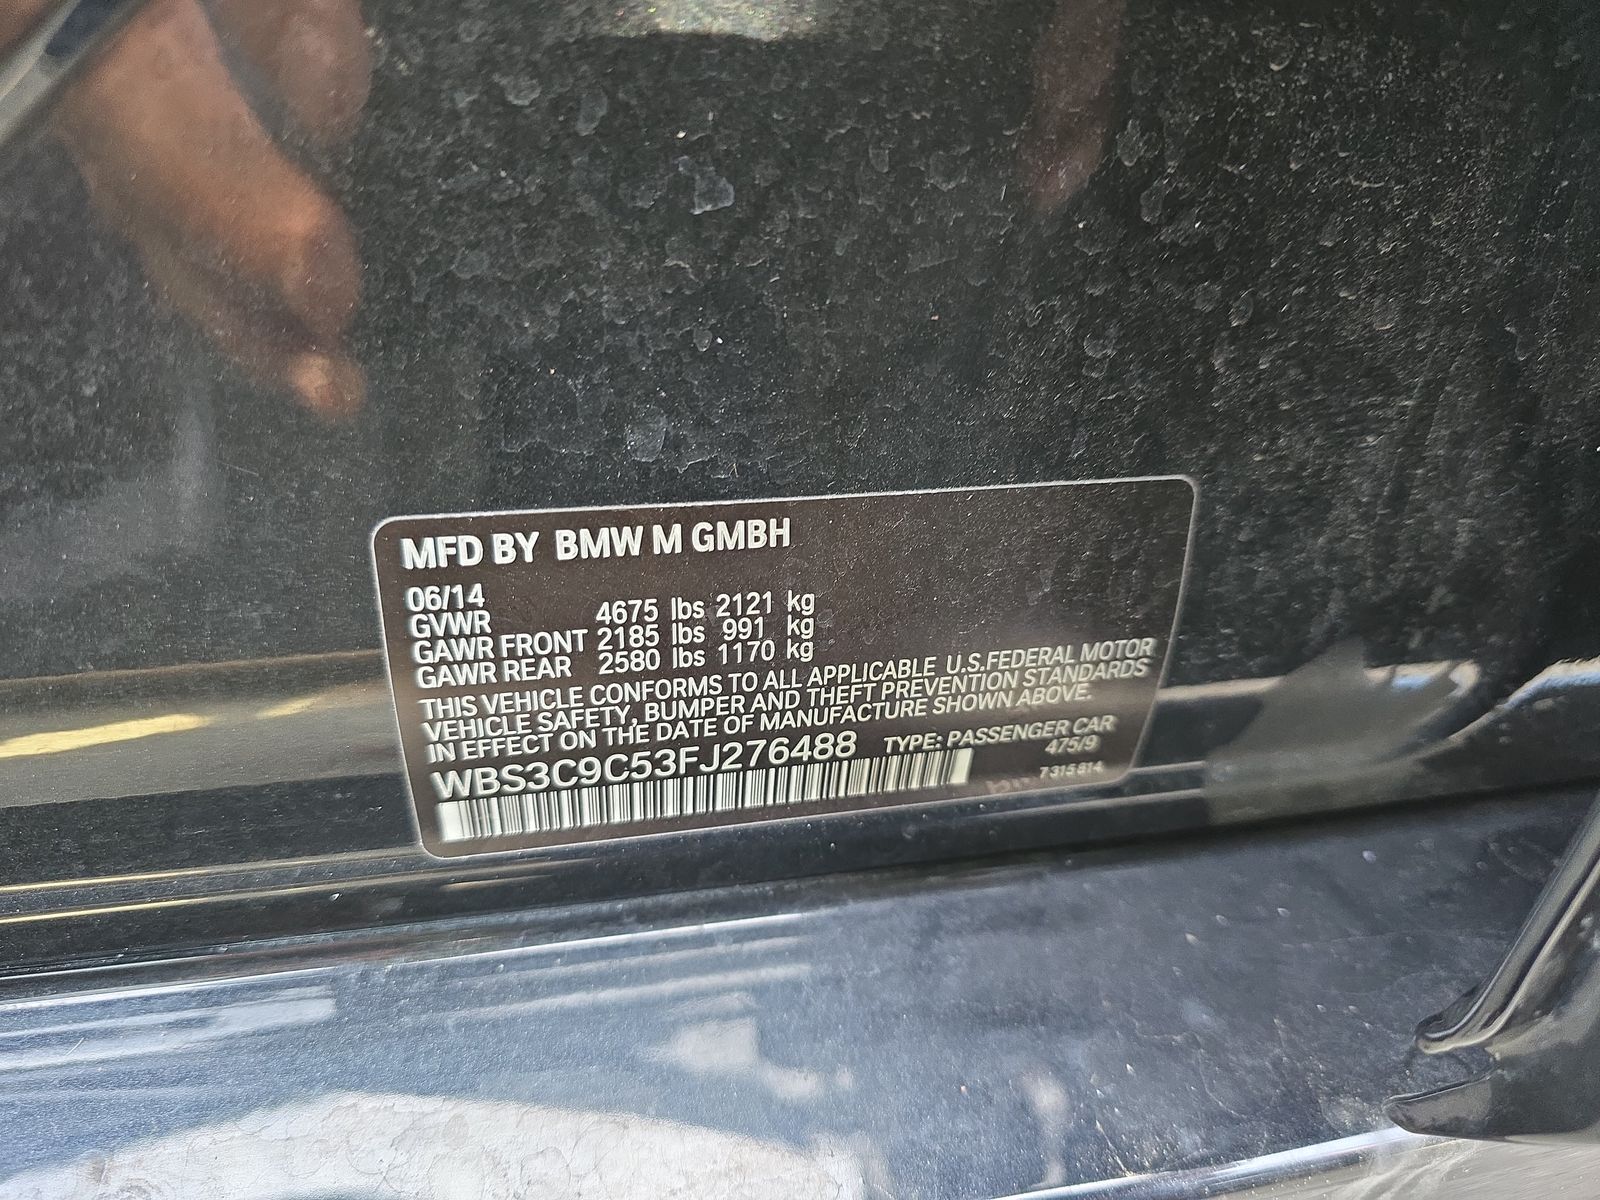 MFD BY BMW M GMBH
06/14
GVWR 4675 lbs 2121 kg
GAWR FRONT 2185 lbs 991 kg
GAWR REAR 2580 lbs 1170 kg
THIS VEHICLE CONFORMS TO ALL APPLICABLE U.S.FEDERAL MOTOR
VEHICLE SAFETY, BUMPER AND THEFT PREVENTION STANDARDS
IN EFFECT ON THE DATE OF MANUFACTURE SHOWN ABOVE.
WBS3C9C53FJ276488 TYPE: PASSENGER CAR
475/9
7315814